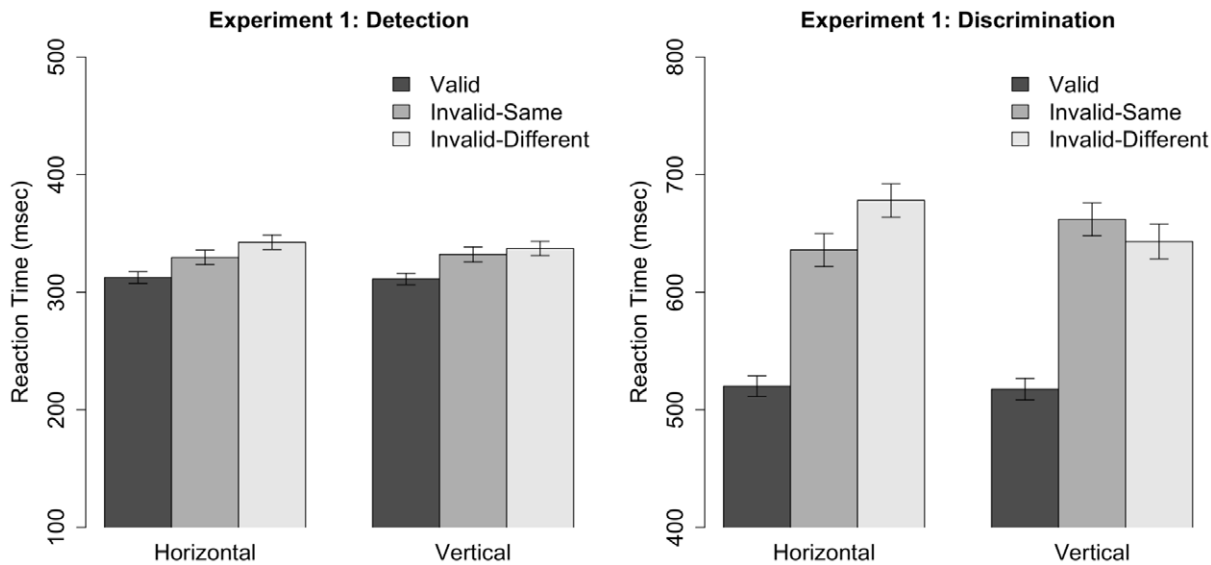 Experiment 1: Detection
Reaction Time (msec)
500
400
300
200
100
Valid
Invalid-Same
Invalid-Different
Horizontal
Vertical
Experiment 1: Discrimination
Reaction Time (msec)
800
700
600
500
400
Valid
Invalid-Same
Invalid-Different
Horizontal
Vertical